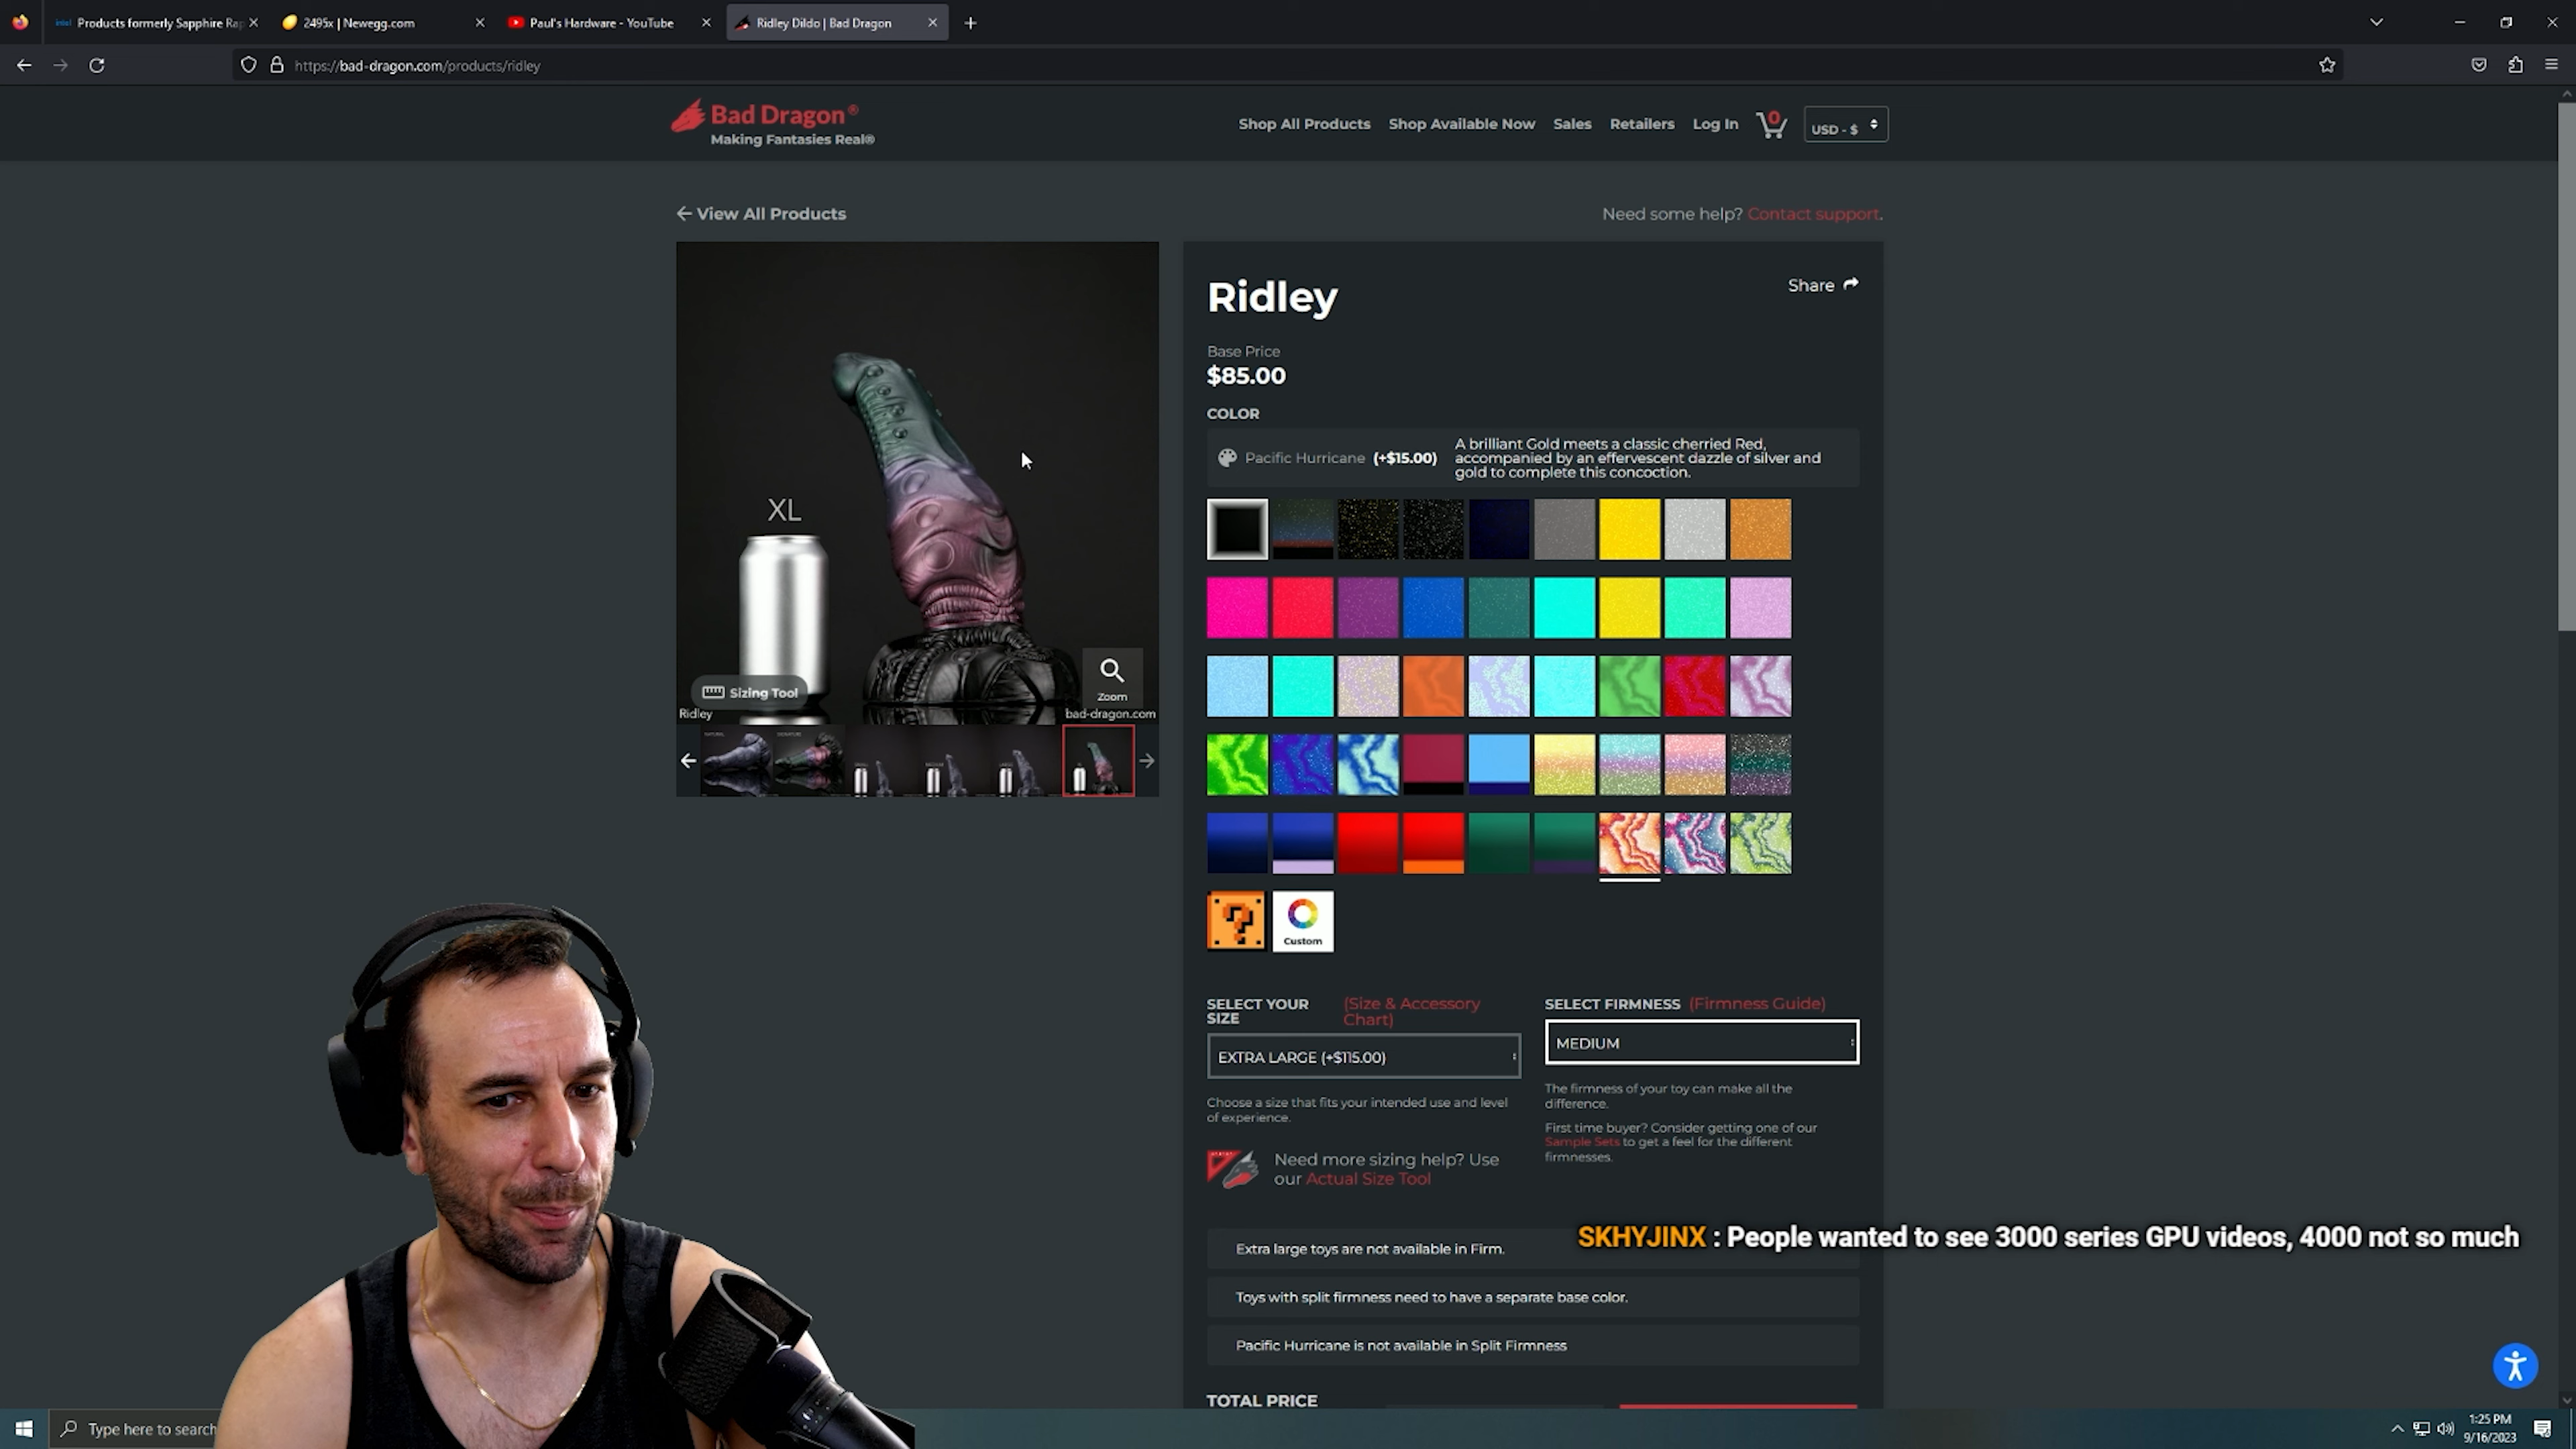 Products formerly Sapphire Rap
2495x | Newegg.com
Paul's Hardware - YouTube
Ridley Dildo | Bad Dragon
https://bad-dragon.com/products/ridley
Bad Dragon®
Making Fantasies Real®
Shop All Products
Shop Available Now
Sales
Retailers
Log In
0
USD - $
View All Products
Need some help? Contact support.
XL
Sizing Tool
Zoom
Ridley
bad-dragon.com
Ridley
Share
Base Price
$85.00
COLOR
Pacific Hurricane (+$15.00)
A brilliant Gold meets a classic cherried Red,
accompanied by an effervescent dazzle of silver and
gold to complete this concoction.
?
Custom
SELECT YOUR
SIZE
(Size & Accessory
Chart)
EXTRA LARGE (+$115.00)
Choose a size that fits your intended use and level
of experience.
Need more sizing help? Use
our Actual Size Tool
SELECT FIRMNESS (Firmness Guide)
MEDIUM
The firmness of your toy can make all the
difference.
First time buyer? Consider getting one of our
Sample Sets to get a feel for the different
firmnesses.
Extra large toys are not available in Firm.
SKHYJINX : People wanted to see 3000 series GPU videos, 4000 not so much
Toys with split firmness need to have a separate base color.
Pacific Hurricane is not available in Split Firmness
TOTAL PRICE
Type here to search
1:25 PM
9/16/2023